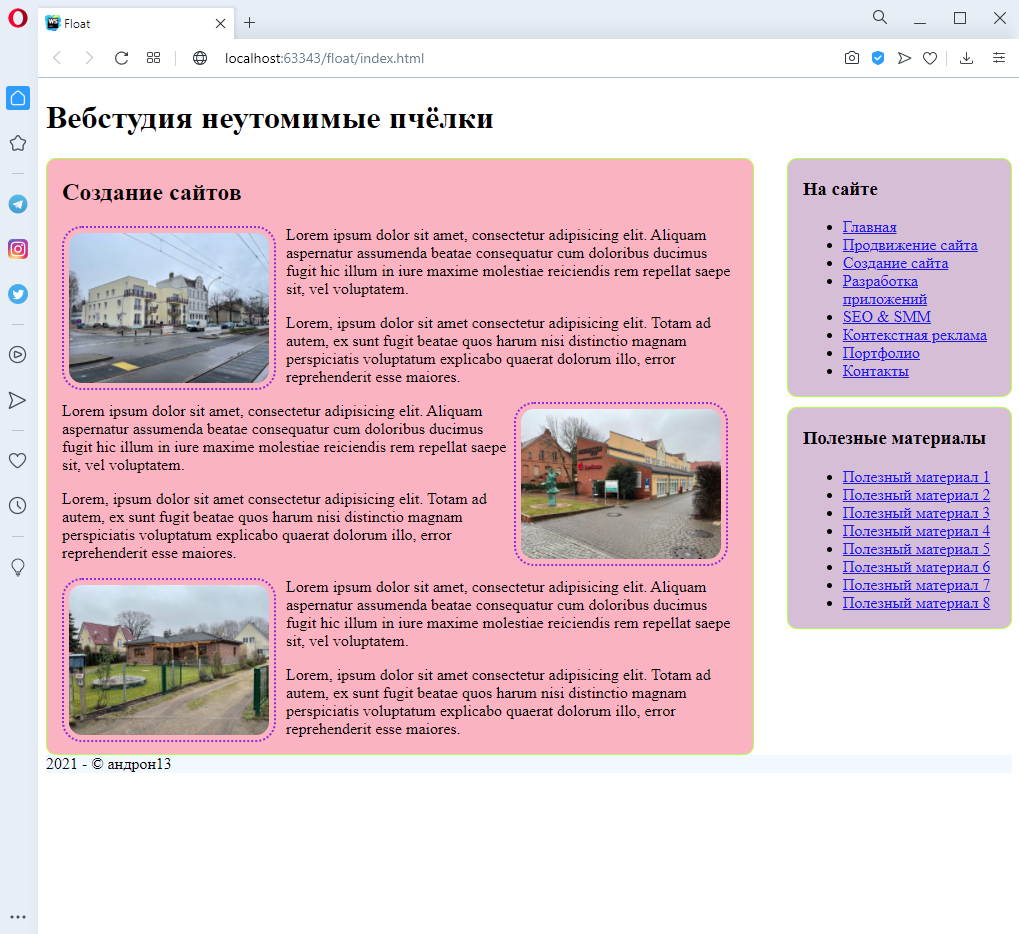 Float
localhost:63343/float/index.html
Вебстудия неутомимые пчёлки
Создание сайтов
Lorem ipsum dolor sit amet, consectetur adipisicing elit. Aliquam
aspernatur assumenda beatae consequatur cum doloribus ducimus
fugit hic illum in iure maxime molestiae reiciendis rem repellat saepe
sit, vel voluptatem.
Lorem, ipsum dolor sit amet consectetur adipisicing elit. Totam ad
autem, ex sunt fugit beatae quos harum nisi distinctio magnam
perspiciatis voluptatum explicabo quaerat dolorum illo, error
reprehenderit esse maiores.
Lorem ipsum dolor sit amet, consectetur adipisicing elit. Aliquam
aspernatur assumenda beatae consequatur cum doloribus ducimus
fugit hic illum in iure maxime molestiae reiciendis rem repellat saepe
sit, vel voluptatem.
Lorem, ipsum dolor sit amet consectetur adipisicing elit. Totam ad
autem, ex sunt fugit beatae quos harum nisi distinctio magnam
perspiciatis voluptatum explicabo quaerat dolorum illo, error
reprehenderit esse maiores.
Lorem ipsum dolor sit amet, consectetur adipisicing elit. Aliquam
aspernatur assumenda beatae consequatur cum doloribus ducimus
fugit hic illum in iure maxime molestiae reiciendis rem repellat saepe
sit, vel voluptatem.
Lorem, ipsum dolor sit amet consectetur adipisicing elit. Totam ad
autem, ex sunt fugit beatae quos harum nisi distinctio magnam
perspiciatis voluptatum explicabo quaerat dolorum illo, error
reprehenderit esse maiores.
На сайте
Главная
Продвижение сайта
Создание сайта
Разработка
приложений
SEO & SMM
Контекстная реклама
Портфолио
Контакты
Полезные материалы
Полезный материал 1
Полезный материал 2
Полезный материал 3
Полезный материал 4
Полезный материал 5
Полезный материал 6
Полезный материал 7
Полезный материал 8
2021 - © андрон13